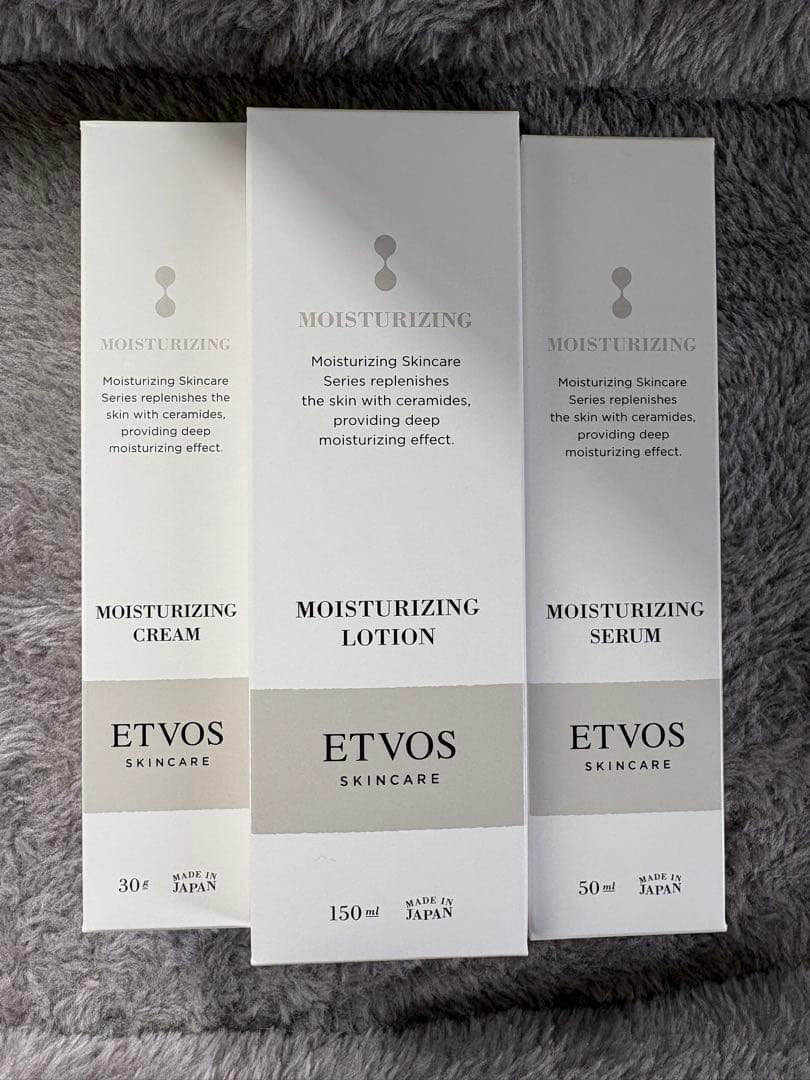 MOISTURIZING
Moisturizing Skincare
Series replenishes the
skin with ceramides,
providing deep
moisturizing effect.
MOISTURIZING
CREAM
ETVOS
SKINCARE
30g
MADE IN
JAPAN
MOISTURIZING
Moisturizing Skincare
Series replenishes
the skin with ceramides,
providing deep
moisturizing effect.
MOISTURIZING
LOTION
ETVOS
SKINCARE
150ml
MADE IN
JAPAN
MOISTURIZING
Moisturizing Skincare
Series replenishes
the skin with ceramides,
providing deep
moisturizing effect.
MOISTURIZING
SERUM
ETVOS
SKINCARE
50ml
MADE IN
JAPAN